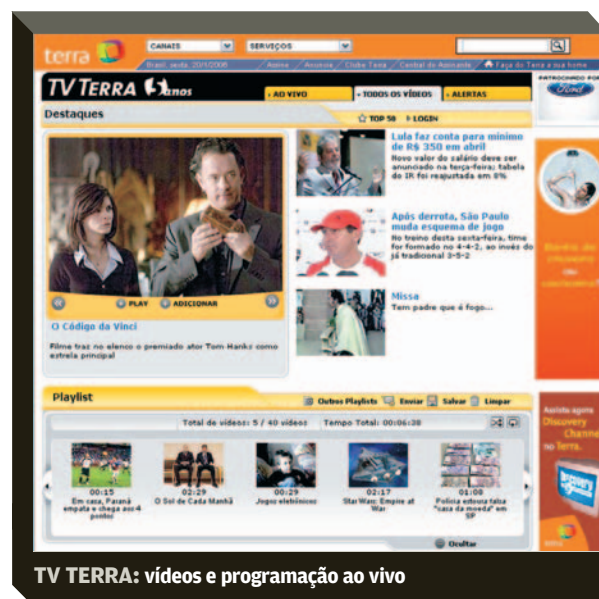 terra
CANAIS
SERVIÇOS
Brasil, sexta, 20/1/2006
Assine
Anuncie
Clube Terra
Central do Assinante
Faça do Terra a sua home
TV TERRA
anos
AO VIVO
TODOS OS VÍDEOS
ALERTAS
PATROCINADO POR
Ford
Destaques
TOP 50
LOGIN
Lula faz conta para mínimo
de R$ 350 em abril
Novo valor do salário deve ser
anunciado na terça-feira; tabela
do IR foi reajustada em 8%
Após derrota, São Paulo
muda esquema de jogo
No treino desta sexta-feira, time
for formado no 4-4-2, ao invés do
já tradicional 3-5-2
Missa
Tem padre que é fogo...
PLAY
ADICIONAR
O Código da Vinci
Filme traz no elenco o premiado ator Tom Hanks como
estrela principal
Playlist
Outros Playlists
Enviar
Salvar
Limpar
Total de vídeos: 5 / 40 vídeos
Tempo Total: 00:06:38
00:15
Em casa, Paraná
empata e chega aos 4
pontos
02:29
O Sol de Cada Manhã
00:29
Jogos eletrônicos
02:17
Star Wars: Empire at
War
01:08
Polícia estoura falsa
"casa da moeda" em
SP
Ocultar
Assista agora
Discovery
Channel
no Terra.
Discovery
terra
TV TERRA: vídeos e programação ao vivo